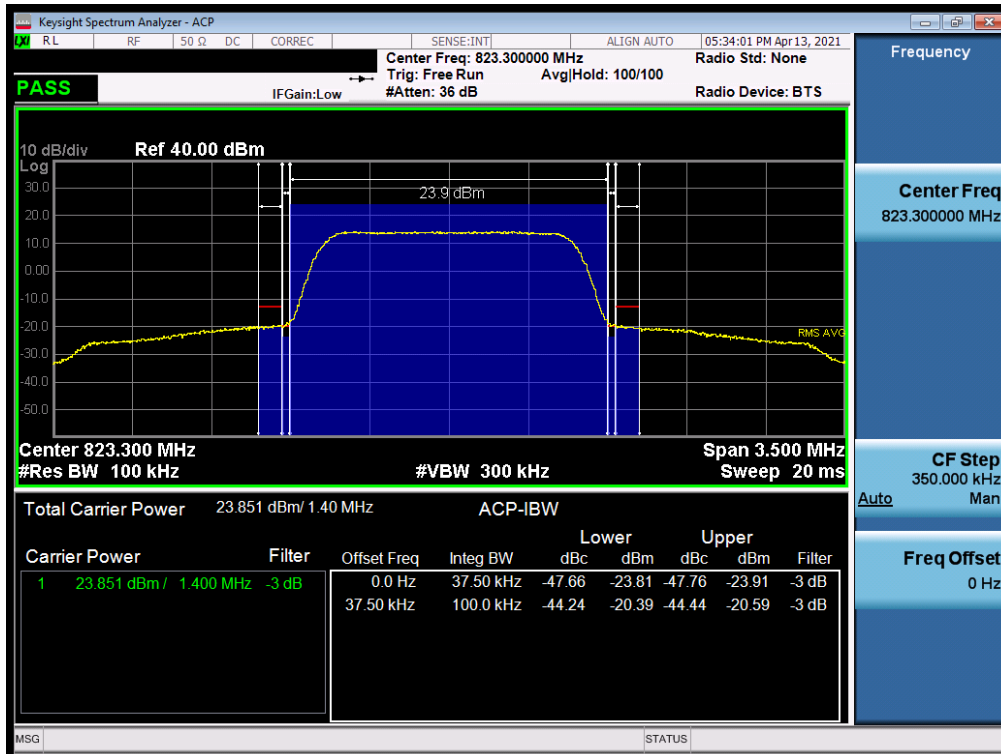 Keysight Spectrum Analyzer - ACP
LXI RL RF 50 Ω DC CORREC SENSE:INT ALIGN AUTO 05:34:01 PM Apr 13, 2021
Center Freq: 823.300000 MHz Radio Std: None
Trig: Free Run Avg|Hold: 100/100
PASS IFGain:Low #Atten: 36 dB Radio Device: BTS
Frequency
10 dB/div Ref 40.00 dBm
Log
30.0
23.9 dBm
20.0
10.0
0.00
-10.0
-20.0
RMS AVG
-30.0
-40.0
-50.0
Center 823.300 MHz Span 3.500 MHz
#Res BW 100 kHz #VBW 300 kHz Sweep 20 ms
Center Freq
823.300000 MHz
CF Step
350.000 kHz
Auto Man
Freq Offset
0 Hz
Total Carrier Power 23.851 dBm/ 1.40 MHz ACP-IBW
Lower Upper
Carrier Power Filter Offset Freq Integ BW dBc dBm dBc dBm Filter
1 23.851 dBm / 1.400 MHz -3 dB 0.0 Hz 37.50 kHz -47.66 -23.81 -47.76 -23.91 -3 dB
37.50 kHz 100.0 kHz -44.24 -20.39 -44.44 -20.59 -3 dB
MSG STATUS